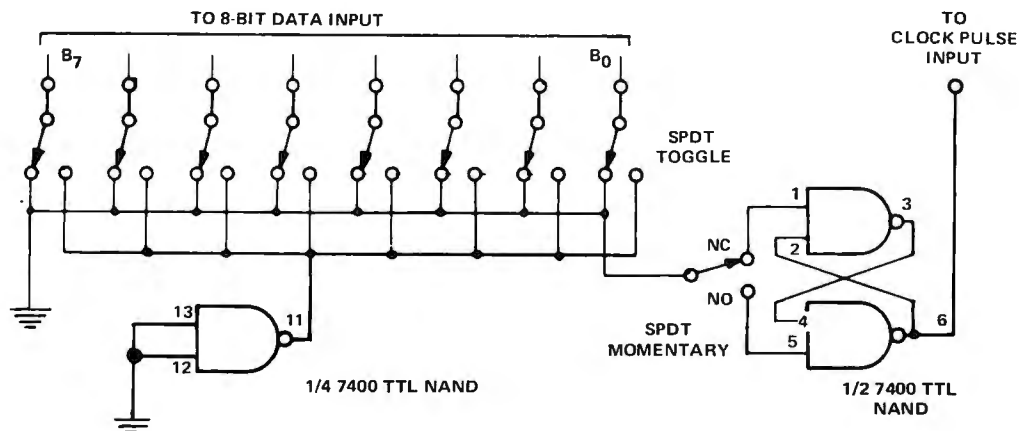 TO 8-BIT DATA INPUT
B7
B0
TO
CLOCK PULSE
INPUT
SPDT
TOGGLE
1
3
2
NC
NO
4
6
5
SPDT
MOMENTARY
13
11
12
1/4 7400 TTL NAND
1/2 7400 TTL
NAND